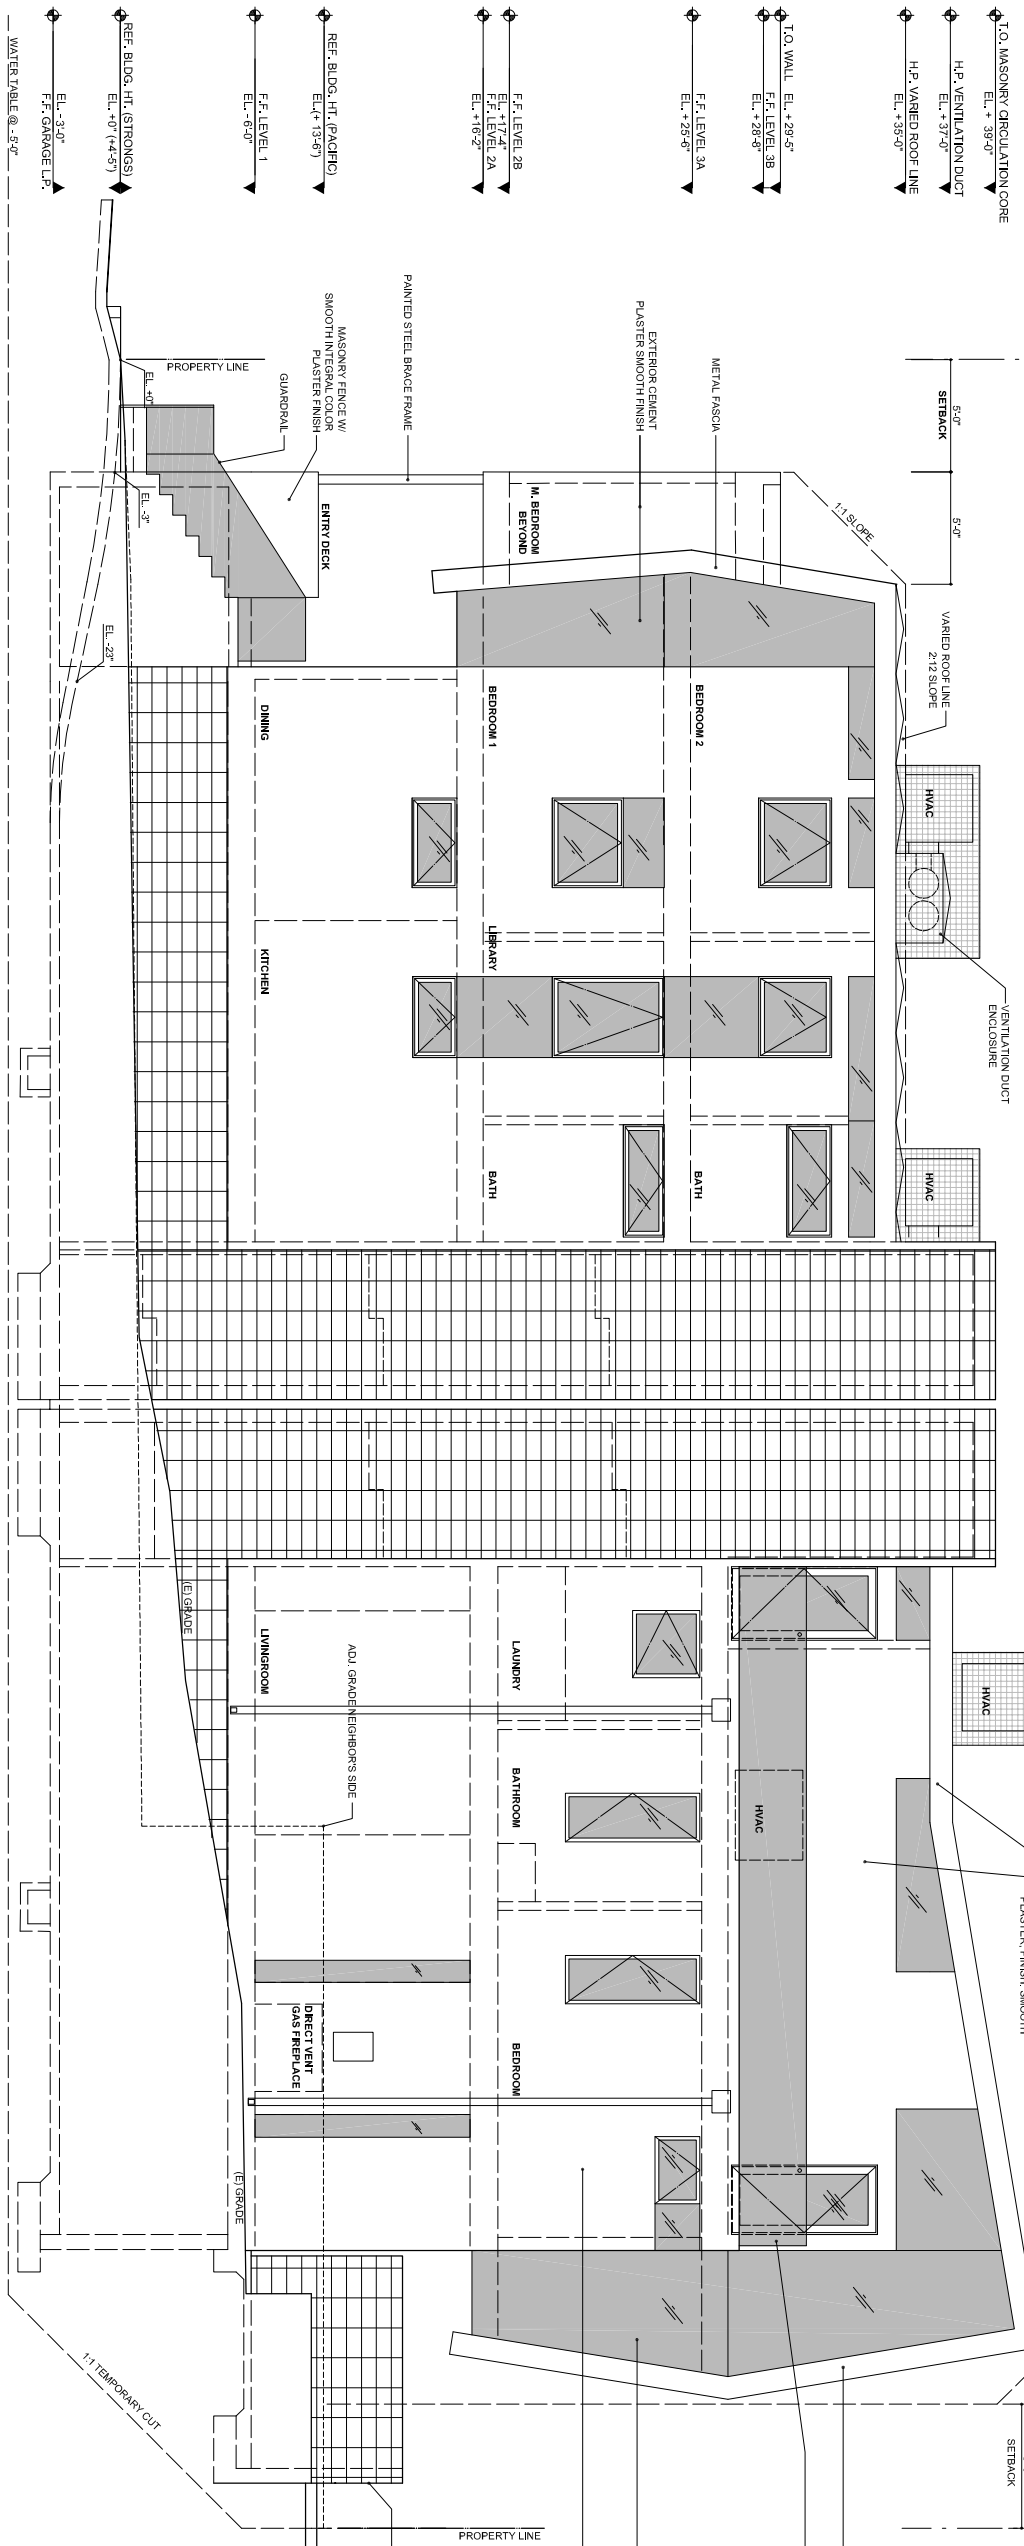 T.O. MASONRY CIRCULATION CORE
EL. + 39'-0"
H.P. VENTILATION DUCT
EL. + 37'-0"
H.P. VARIED ROOF LINE
EL. + 35'-0"
T.O. WALL EL. + 29'-5"
F.F. LEVEL 3B
EL. + 28'-8"
F.F. LEVEL 3A
EL. + 25'-6"
F.F. LEVEL 2B
EL. +17'-4"
F.F. LEVEL 2A
EL. +16'-2"
REF. BLDG. HT. (PACIFIC)
EL.(+ 13'-6")
F.F. LEVEL 1
EL. - 6'-0"
REF. BLDG. HT. (STRONGS)
EL. +0" (+4'-5")
EL. - 3'-0"
F.F. GARAGE L.P.
WATER TABLE @ - 5'-0"
5'-0"
SETBACK
5'-0"
1:1 SLOPE
VARIED ROOF LINE
2:12 SLOPE
VENTILATION DUCT
ENCLOSURE
HVAC
HVAC
HVAC
HVAC
METAL FASCIA
EXTERIOR CEMENT
PLASTER SMOOTH FINISH
PAINTED STEEL BRACE FRAME
MASONRY FENCE W/
SMOOTH INTEGRAL COLOR
PLASTER FINISH
GUARDRAIL
PROPERTY LINE
EL. +0"
EL. -3"
EL. -23"
M. BEDROOM
BEYOND
ENTRY DECK
BEDROOM 2
BEDROOM 1
DINING
LIBRARY
KITCHEN
BATH
BATH
(E) GRADE
LIVINGROOM
LAUNDRY
ADJ. GRADE NEIGHBOR'S SIDE
BATHROOM
DIRECT VENT
GAS FIREPLACE
BEDROOM
(E) GRADE
PLASTER, FINISH, SMOOTH
1:1 TEMPORARY CUT
SETBACK
PROPERTY LINE